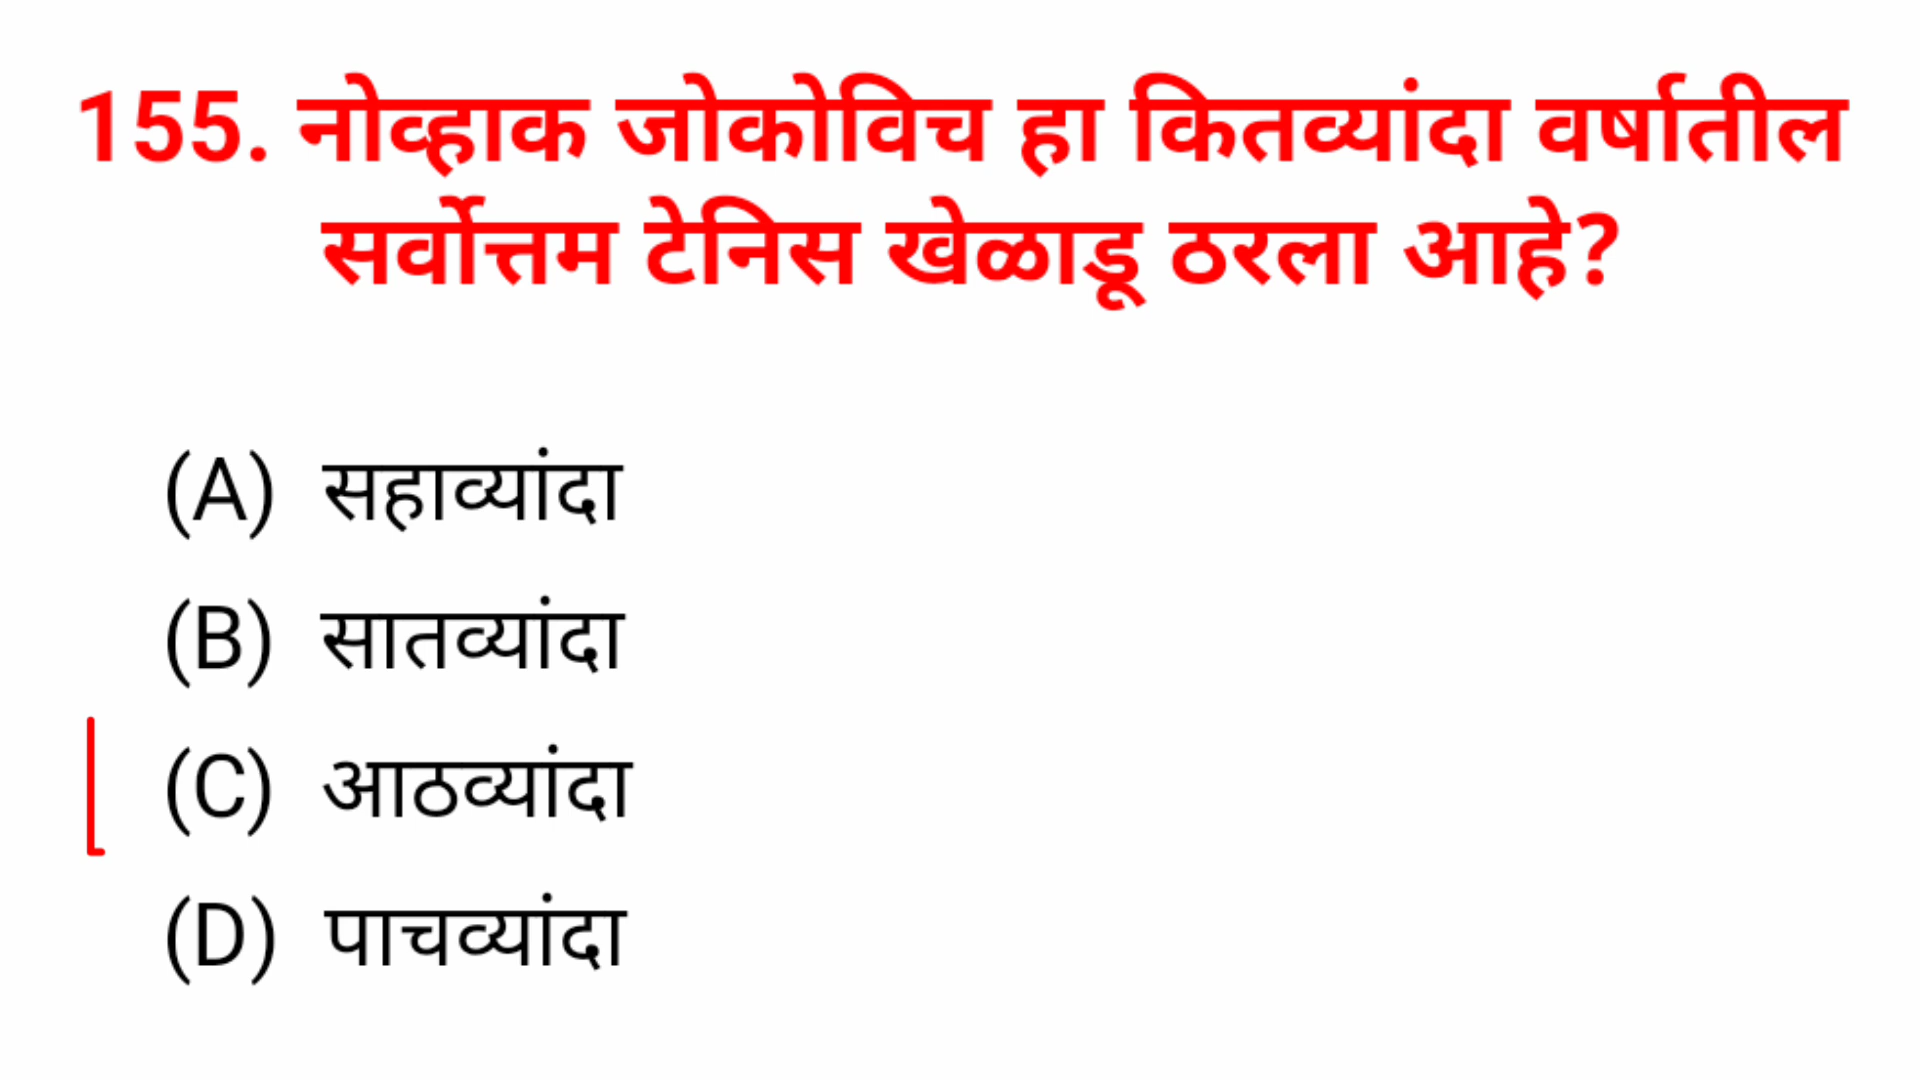 155. नोव्हाक जोकोविच हा कितव्यांदा वर्षातील
सर्वोत्तम टेनिस खेळाडू ठरला आहे?
(A) सहाव्यांदा
(B) सातव्यांदा
(C) आठव्यांदा
(D) पाचव्यांदा